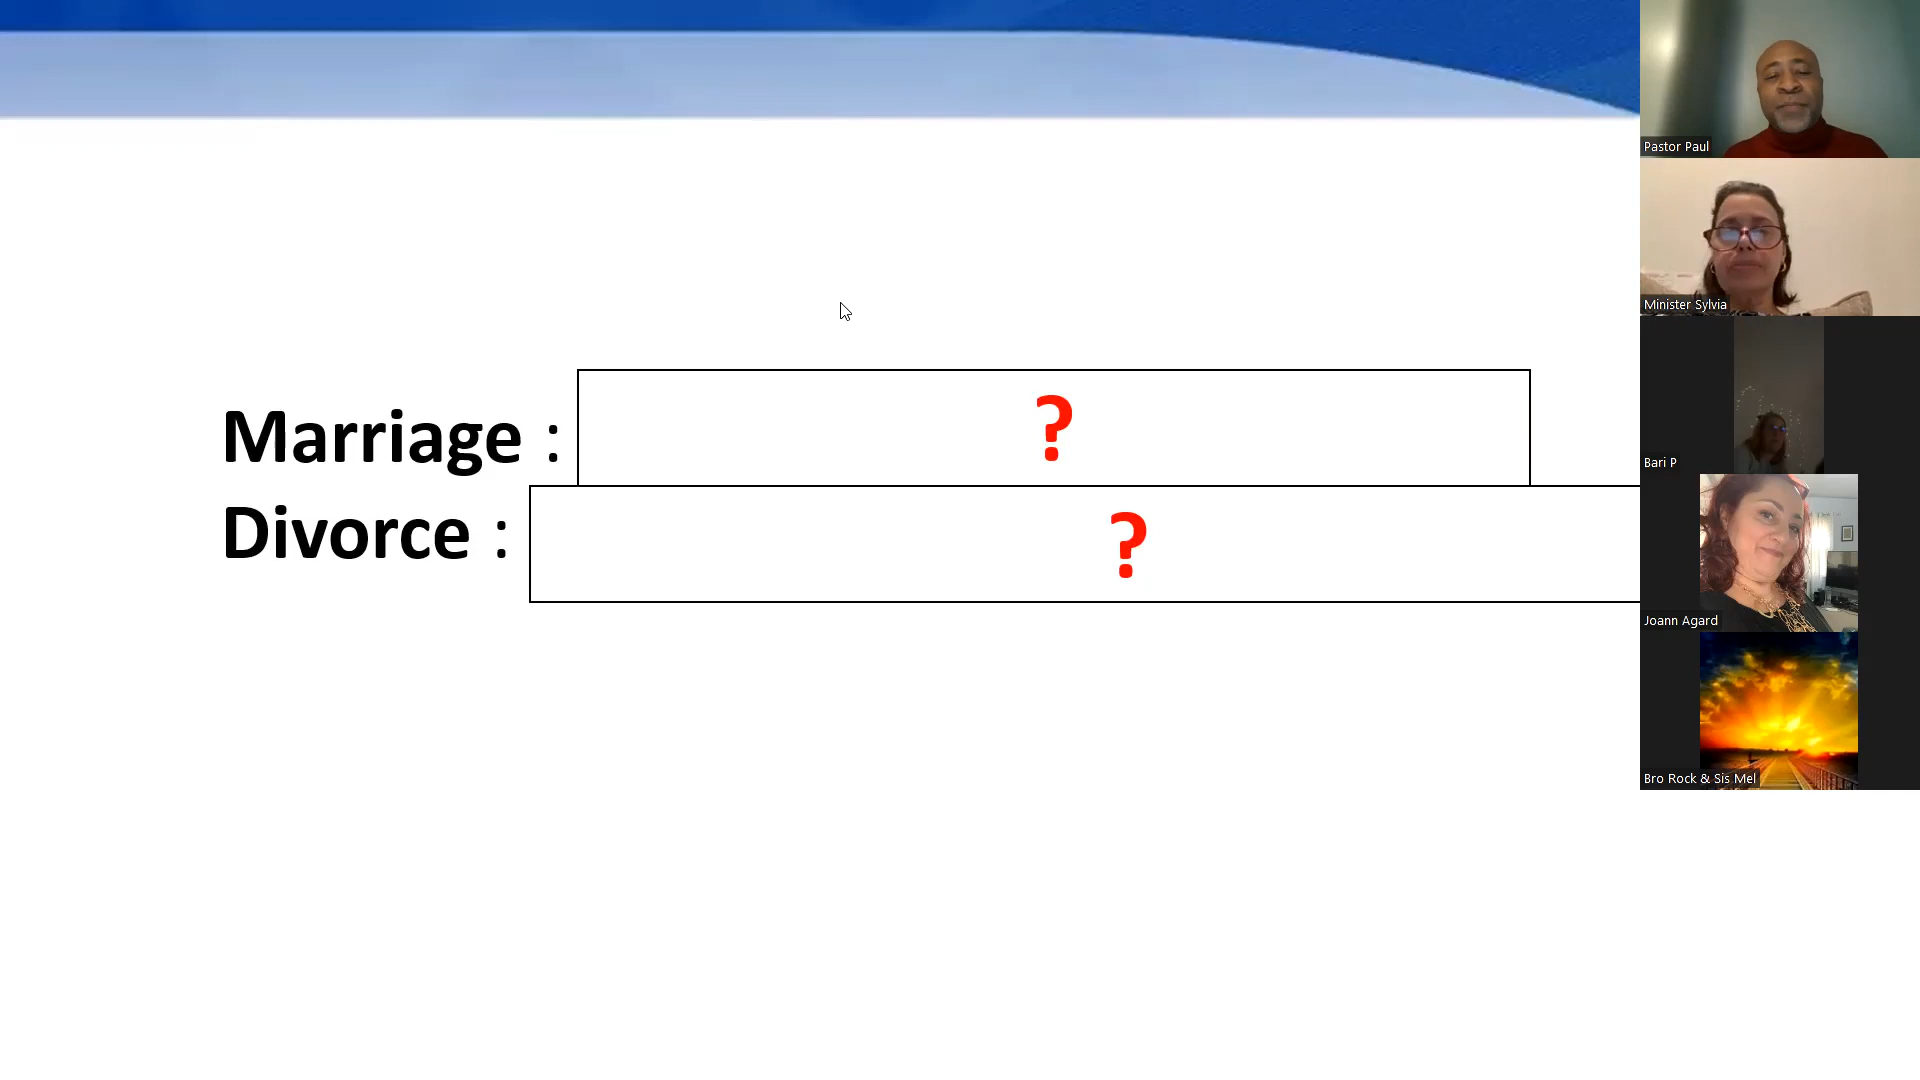 Marriage : ?
Divorce : ?
Pastor Paul
Minister Sylvia
Bari P
Joann Agard
Bro Rock & Sis Mel